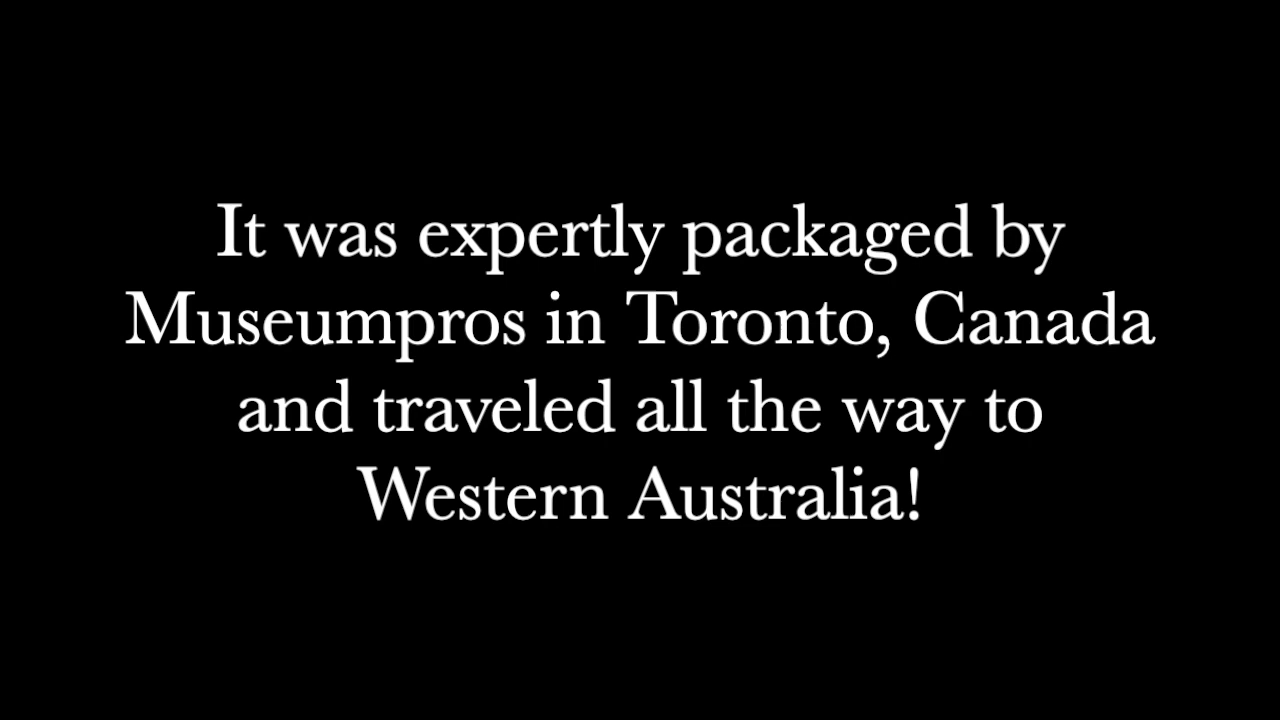 It was expertly packaged by
Museumpros in Toronto, Canada
and traveled all the way to
Western Australia!